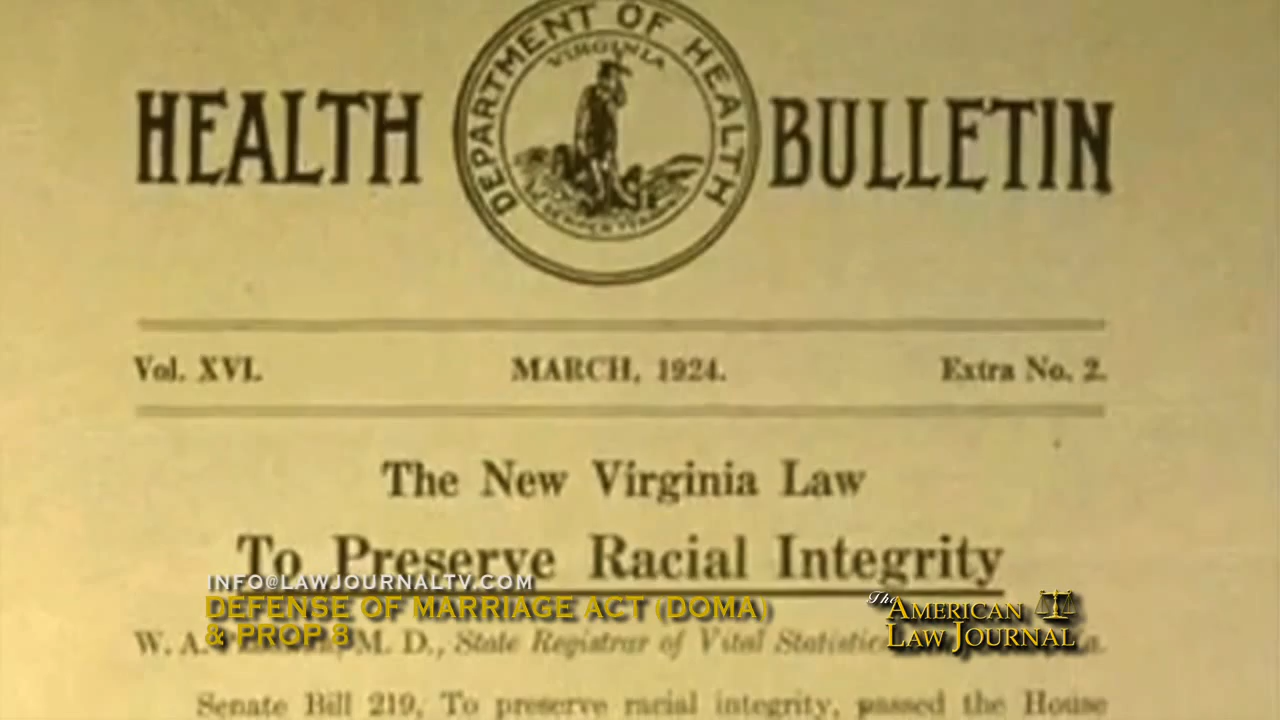 HEALTH BULLETIN
DEPARTMENT OF HEALTH
VIRGINIA
SEMPER
Vol. XVI.
MARCH, 1924.
Extra No. 2.
The New Virginia Law
To Preserve Racial Integrity
INFO@LAWJOURNALTV.COM
DEFENSE OF MARRIAGE ACT (DOMA)
& PROP 8
The AMERICAN
LAW JOURNAL
W. A. M. D., State Registrar of Vital Statistics
Senate Bill 219, To preserve racial integrity, passed the House